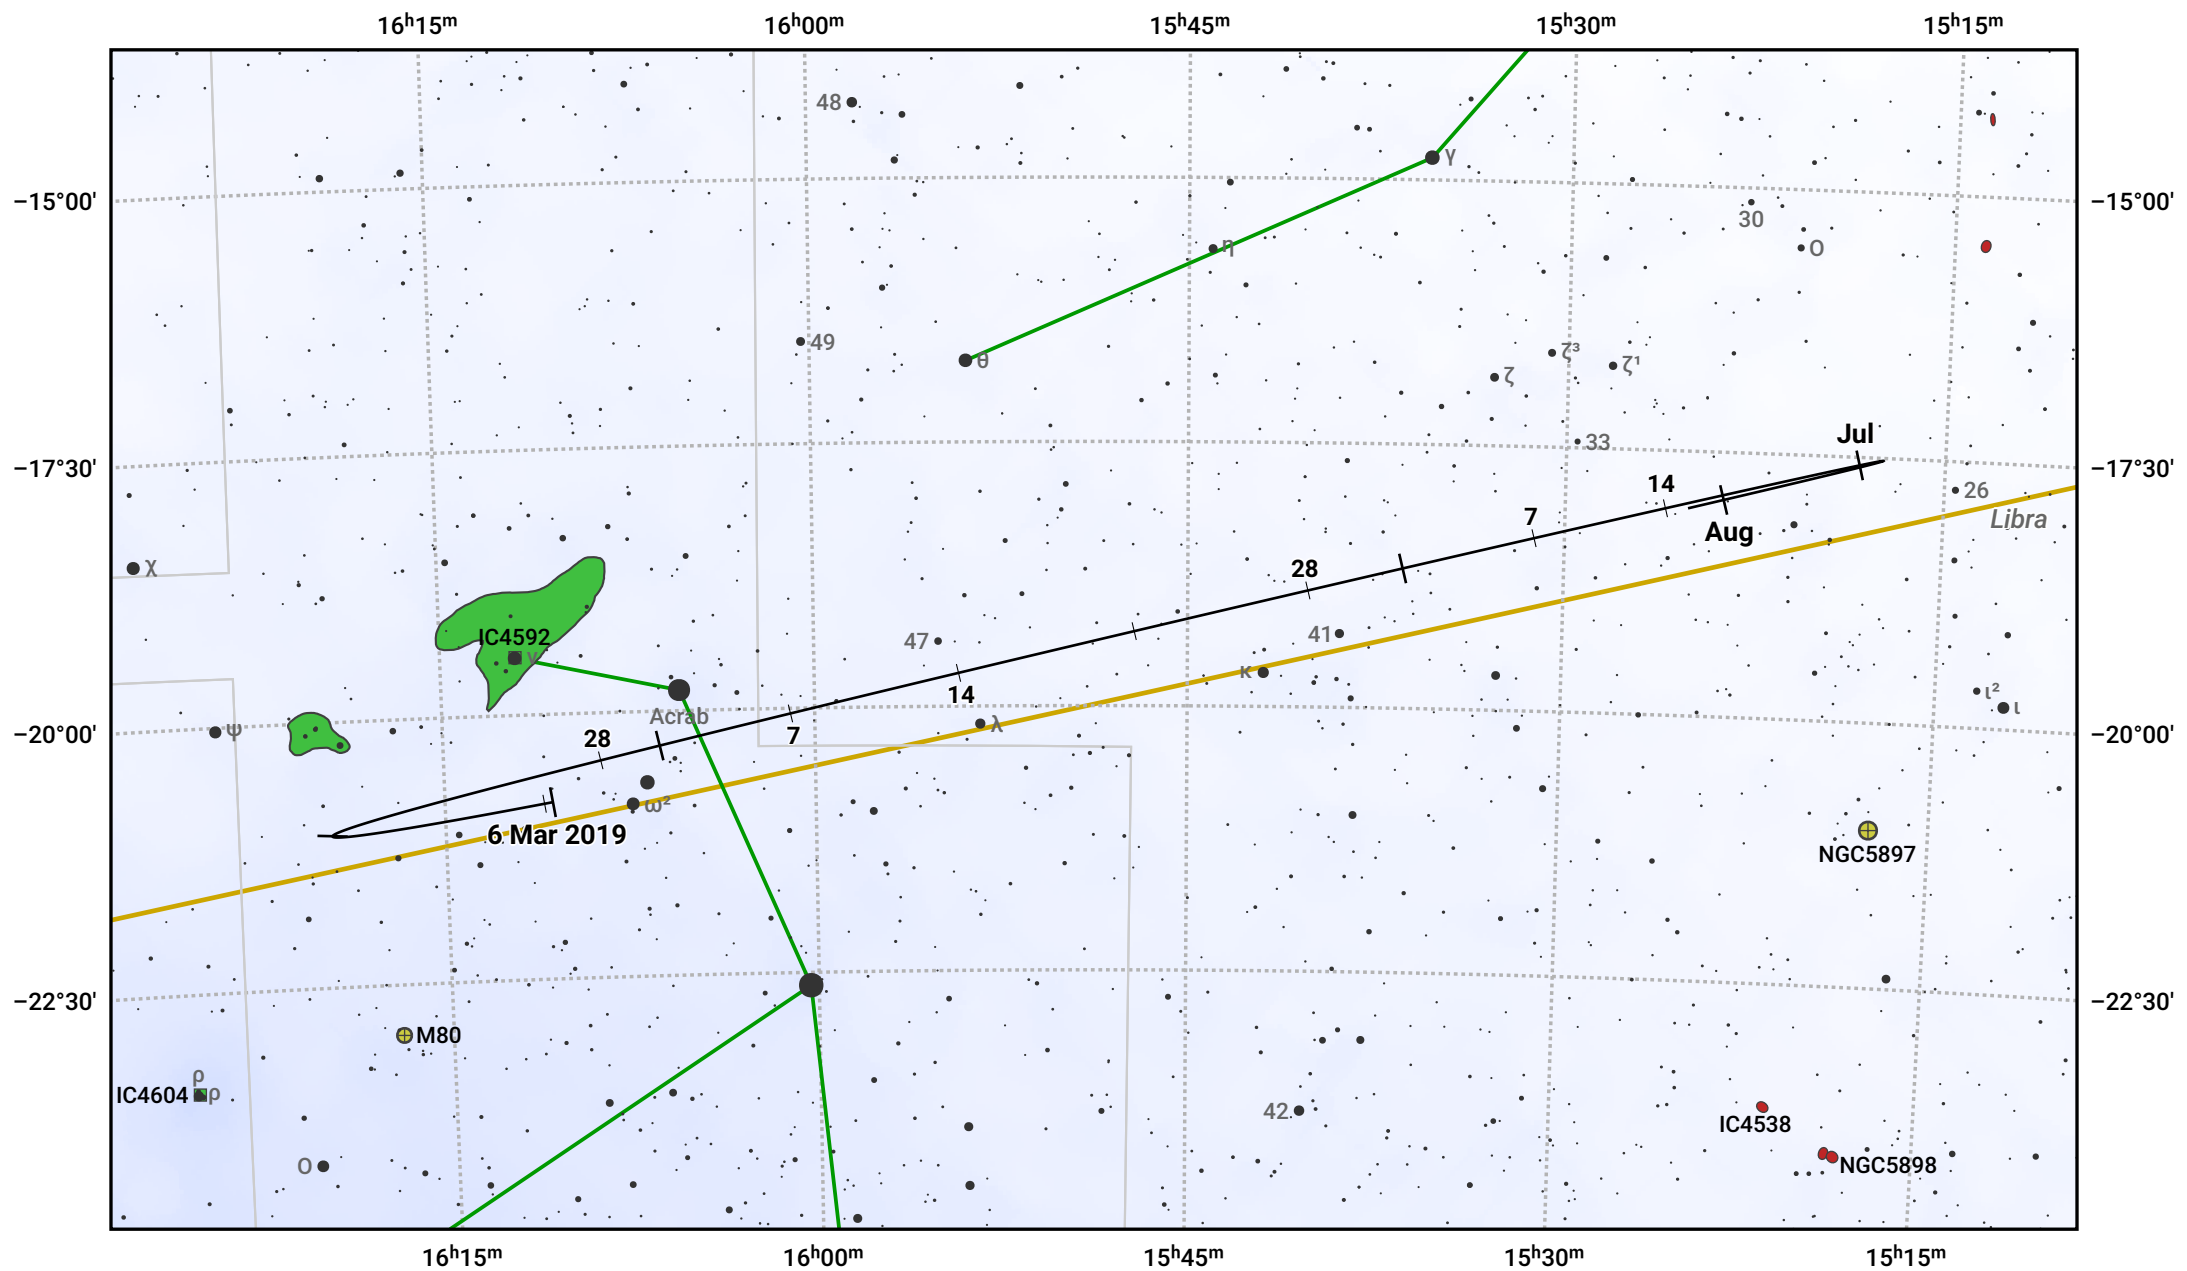 16ʰ15ᵐ 16ʰ00ᵐ 15ʰ45ᵐ 15ʰ30ᵐ 15ʰ15ᵐ
48
γ
−15°00' −15°00'
30
η ο
49 θ ζ³ ζ¹
ζ
Jul
33
−17°30' −17°30'
14 26
7 Libra
Aug
χ 28
IC4592 47 41
ν κ
14 ι²
Acrab ι
ψ 28 7 λ
−20°00' −20°00'
ω²
6 Mar 2019
NGC5897
−22°30' −22°30'
M80
ρ
IC4604 ρ
42
IC4538
ο NGC5898
16ʰ15ᵐ 16ʰ00ᵐ 15ʰ45ᵐ 15ʰ30ᵐ 15ʰ15ᵐ